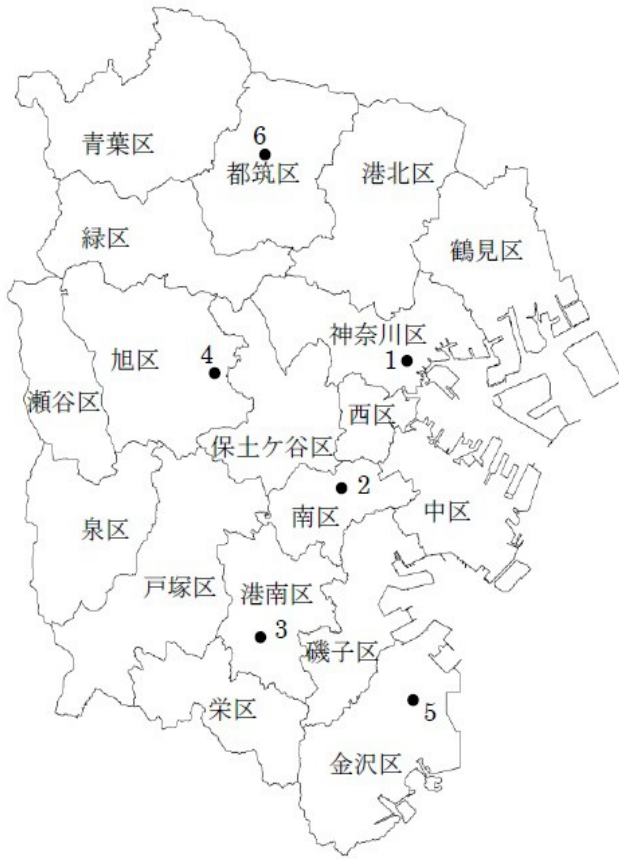 6
青葉区
都筑区
港北区
緑区
鶴見区
神奈川区
1
4
旭区
瀬谷区
西区
保土ケ谷区
2
南区
中区
泉区
戸塚区
港南区
3
磯子区
栄区
5
金沢区